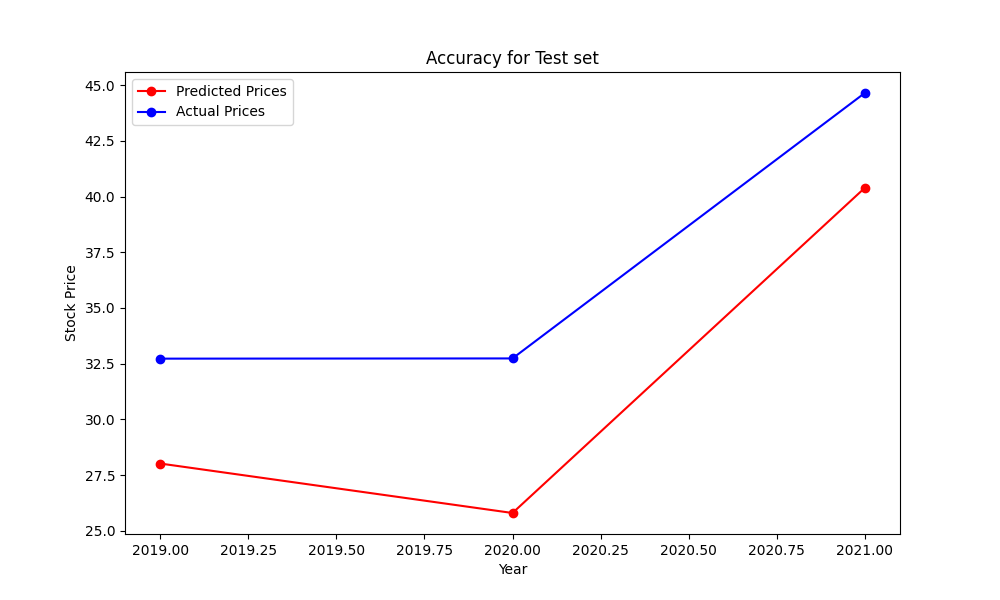 Accuracy for Test set
Predicted Prices
Actual Prices
45.0
42.5
40.0
37.5
35.0
32.5
30.0
27.5
25.0
Stock Price
2019.00 2019.25 2019.50 2019.75 2020.00 2020.25 2020.50 2020.75 2021.00
Year